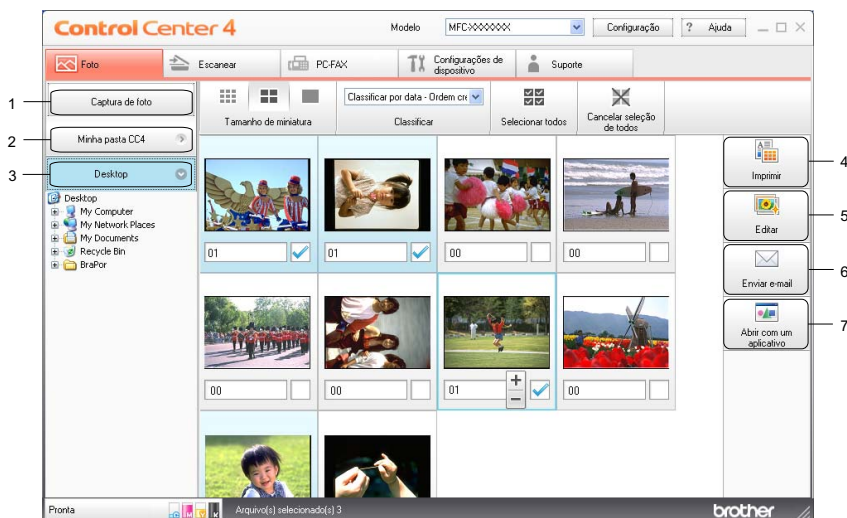 Control Center 4
Modelo
MFC-XXXXXX
Configuração
? Ajuda
Foto
Escanear
PC-FAX
Configurações de
dispositivo
Suporte
1
Captura de foto
Tamanho de miniatura
Classificar por data - Ordem cre
Classificar
Selecionar todos
Cancelar seleção
de todos
2
Minha pasta CC4
3
Desktop
Desktop
My Computer
My Network Places
My Documents
Recycle Bin
BraPor
01
01
00
00
00
00
01
+
−
00
Imprimir
4
Editar
5
Enviar e-mail
6
Abrir com um
aplicativo
7
Pronta
Arquivo(s) selecionado(s) 3
brother